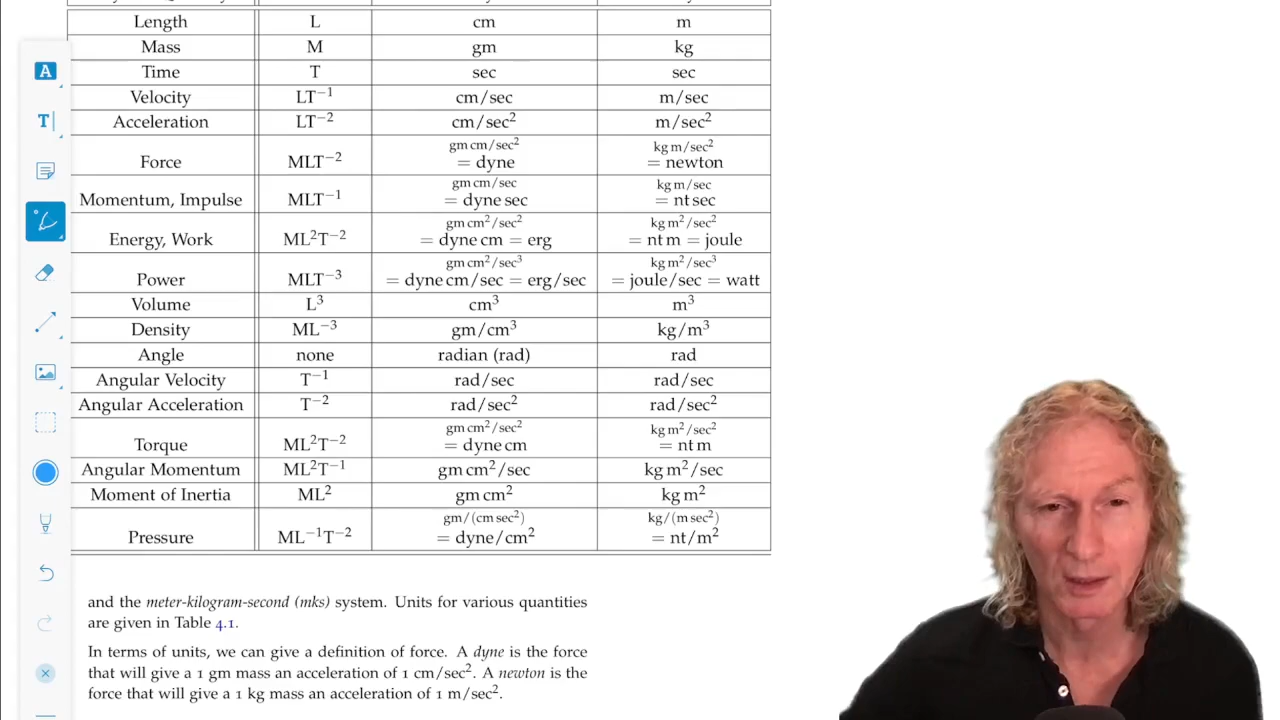 Length L cm m
Mass M gm kg
Time T sec sec
Velocity LT⁻¹ cm/sec m/sec
Acceleration LT⁻² cm/sec² m/sec²
Force MLT⁻² gm cm/sec² = dyne kg m/sec² = newton
Momentum, Impulse MLT⁻¹ gm cm/sec = dyne sec kg m/sec = nt sec
Energy, Work ML²T⁻² gm cm²/sec² = dyne cm = erg kg m²/sec² = nt m = joule
Power MLT⁻³ gm cm²/sec³ = dyne cm/sec = erg/sec kg m²/sec³ = joule/sec = watt
Volume L³ cm³ m³
Density ML⁻³ gm/cm³ kg/m³
Angle none radian (rad) rad
Angular Velocity T⁻¹ rad/sec rad/sec
Angular Acceleration T⁻² rad/sec² rad/sec²
Torque ML²T⁻² gm cm²/sec² = dyne cm kg m²/sec² = nt m
Angular Momentum ML²T⁻¹ gm cm²/sec kg m²/sec
Moment of Inertia ML² gm cm² kg m²
Pressure ML⁻¹T⁻² gm/(cm sec²) = dyne/cm² kg/(m sec²) = nt/m²
and the meter-kilogram-second (mks) system. Units for various quantities
are given in Table 4.1.
In terms of units, we can give a definition of force. A dyne is the force
that will give a 1 gm mass an acceleration of 1 cm/sec². A newton is the
force that will give a 1 kg mass an acceleration of 1 m/sec².
A
T